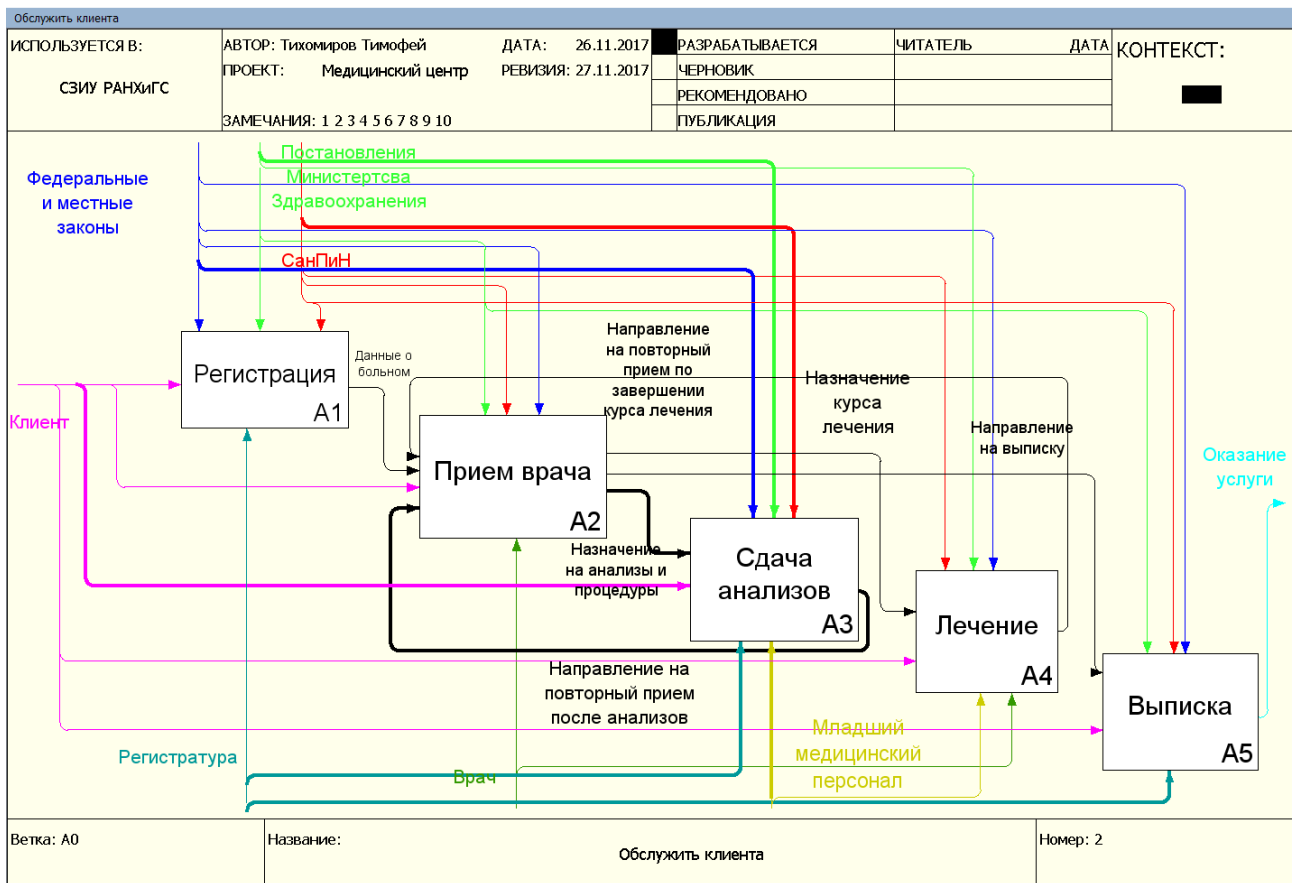 Обслужить клиента
ИСПОЛЬЗУЕТСЯ В:
СЗИУ РАНХиГС
АВТОР: Тихомиров Тимофей
ДАТА: 26.11.2017
ПРОЕКТ: Медицинский центр
РЕВИЗИЯ: 27.11.2017
ЗАМЕЧАНИЯ: 1 2 3 4 5 6 7 8 9 10
РАЗРАБАТЫВАЕТСЯ
ЧЕРНОВИК
РЕКОМЕНДОВАНО
ПУБЛИКАЦИЯ
ЧИТАТЕЛЬ ДАТА
КОНТЕКСТ:
Федеральные
и местные
законы
Постановления
Министертсва
Здравоохранения
СанПиН
Регистрация
A1
Данные о
больном
Клиент
Направление
на повторный
прием по
завершении
курса лечения
Назначение
курса
лечения
Направление
на выписку
Оказание
услуги
Прием врача
A2
Назначение
на анализы и
процедуры
Сдача
анализов
A3
Лечение
A4
Направление на
повторный прием
после анализов
Выписка
A5
Регистратура
Врач
Младший
медицинский
персонал
Ветка: A0
Название:
Обслужить клиента
Номер: 2